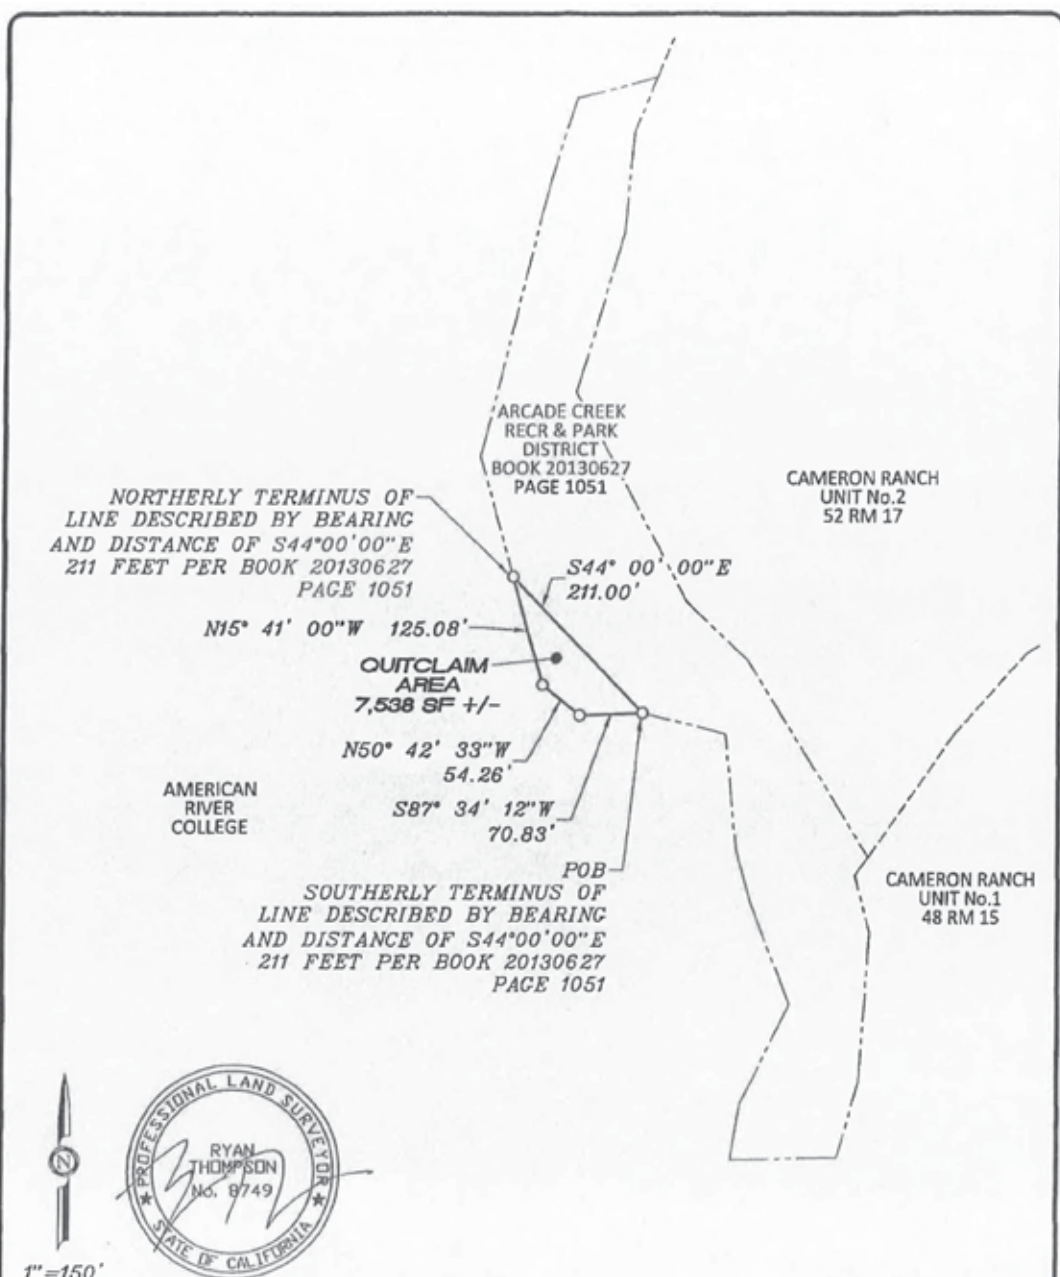 ARCADE CREEK
RECR & PARK
DISTRICT
BOOK 20130627
PAGE 1051
CAMERON RANCH
UNIT No.2
52 RM 17
NORTHERLY TERMINUS OF
LINE DESCRIBED BY BEARING
AND DISTANCE OF S44°00'00"E
211 FEET PER BOOK 20130627
PAGE 1051
S44° 00' 00"E
211.00'
N15° 41' 00"W 125.08'
QUITCLAIM
AREA
7,538 SF +/-
N50° 42' 33"W
54.26'
AMERICAN
RIVER
COLLEGE
S87° 34' 12"W
70.83'
POB
SOUTHERLY TERMINUS OF
LINE DESCRIBED BY BEARING
AND DISTANCE OF S44°00'00"E
211 FEET PER BOOK 20130627
PAGE 1051
CAMERON RANCH
UNIT No.1
48 RM 15
N
PROFESSIONAL LAND SURVEYOR
RYAN
THOMPSON
No. 8749
STATE OF CALIFORNIA
1"=150'